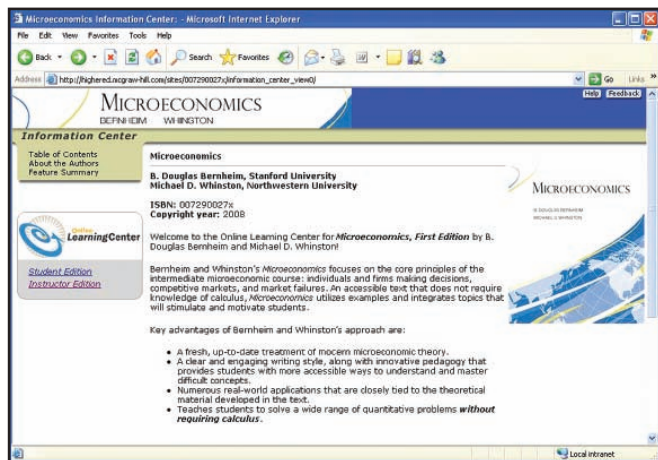 Microeconomics Information Center: - Microsoft Internet Explorer
File Edit View Favorites Tools Help
Back Search Favorites
Address http://highered.mcgraw-hill.com/sites/007290027x/information_center_view0/ Go Links »
Help Feedback
MICROECONOMICS
BERNHEIM WHINSTON
Information Center
Table of Contents
About the Authors
Feature Summary
Online
LearningCenter
Student Edition
Instructor Edition
Microeconomics
B. Douglas Bernheim, Stanford University
Michael D. Whinston, Northwestern University
ISBN: 007290027x
Copyright year: 2008
Welcome to the Online Learning Center for Microeconomics, First Edition by B.
Douglas Bernheim and Michael D. Whinston!
Bernheim and Whinston's Microeconomics focuses on the core principles of the
intermediate microeconomic course: individuals and firms making decisions,
competitive markets, and market failures. An accessible text that does not require
knowledge of calculus, Microeconomics utilizes examples and integrates topics that
will stimulate and motivate students.
Key advantages of Bernheim and Whinston's approach are:
• A fresh, up-to-date treatment of modern microeconomic theory.
• A clear and engaging writing style, along with innovative pedagogy that
provides students with more accessible ways to understand and master
difficult concepts.
• Numerous real-world applications that are closely tied to the theoretical
material developed in the text.
• Teaches students to solve a wide range of quantitative problems without
requiring calculus.
MICROECONOMICS
B. DOUGLAS BERNHEIM
MICHAEL D. WHINSTON
Local intranet